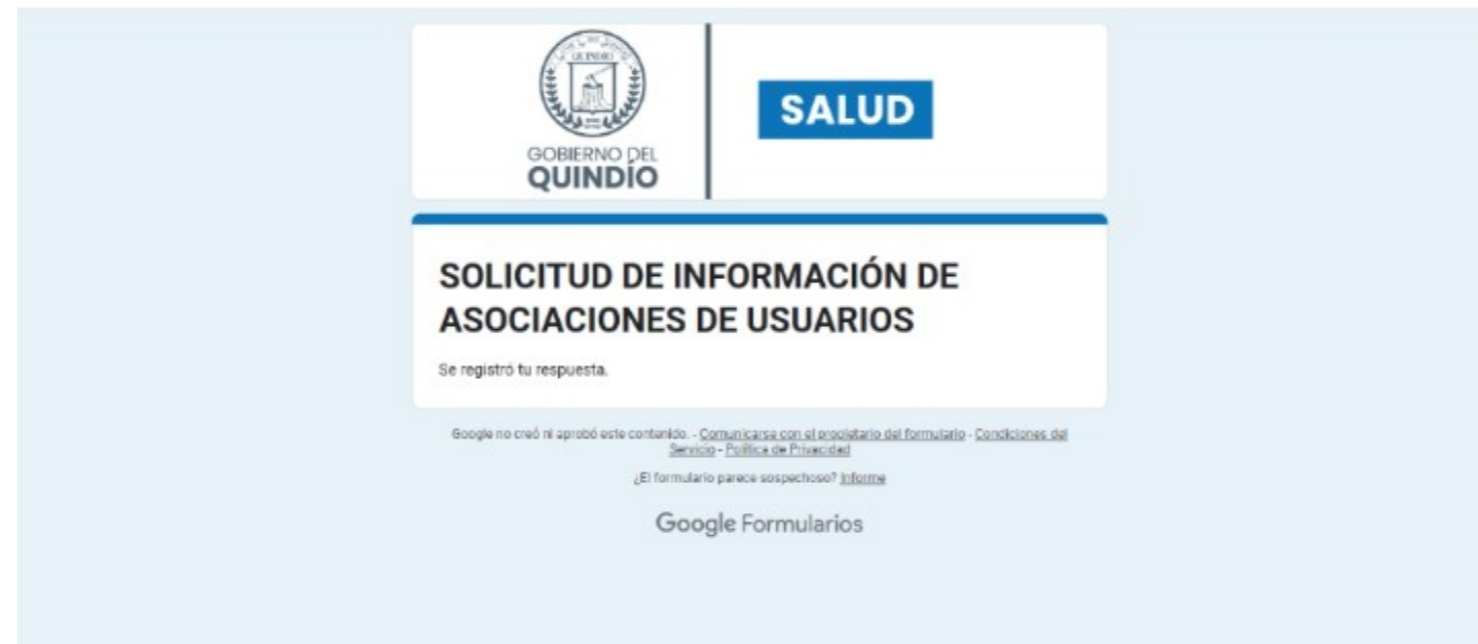 QUINDIO
GOBIERNO DEL
QUINDÍO
SALUD
SOLICITUD DE INFORMACIÓN DE
ASOCIACIONES DE USUARIOS
Se registró tu respuesta.
Google no creó ni aprobó este contenido. - Comunicarse con el propietario del formulario - Condiciones del
Servicio - Política de Privacidad
¿El formulario parece sospechoso? Informe
Google Formularios